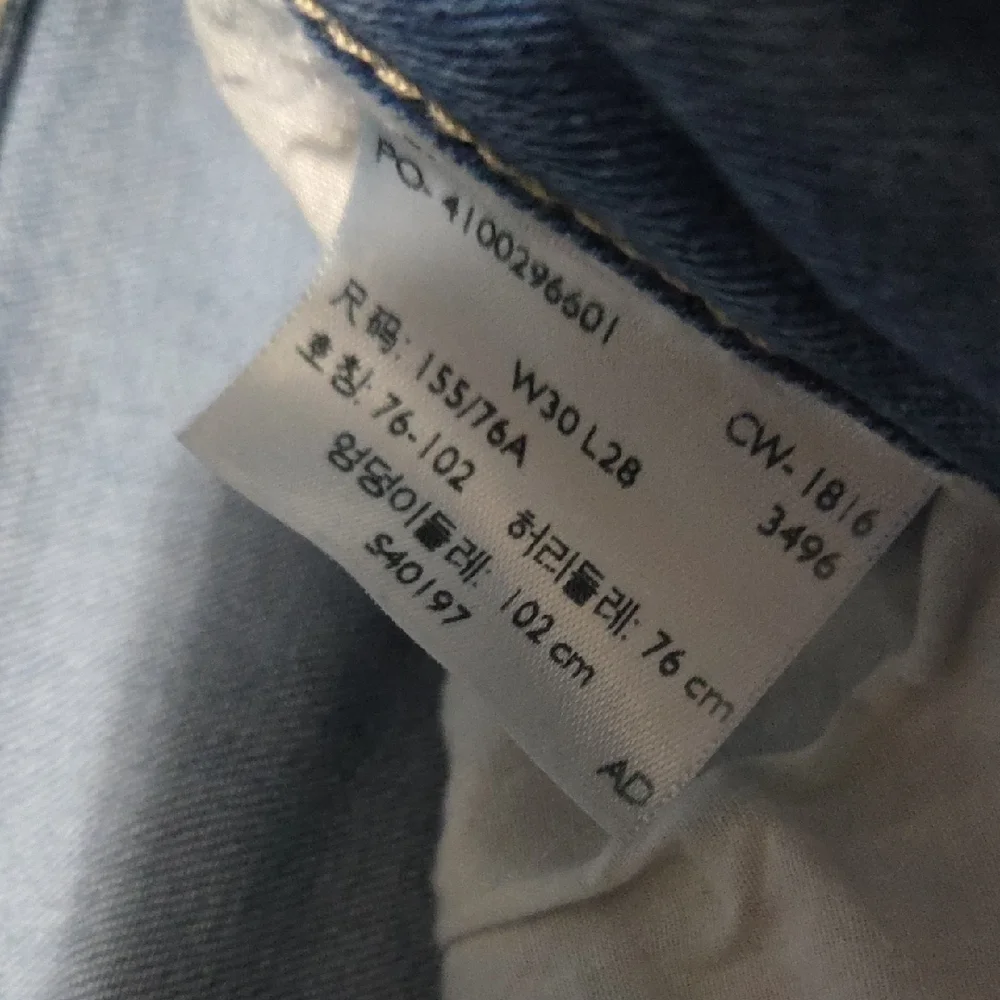 PO- 4100296601
CW- 1816
W30 L28 3496
尺码: 155/76A
호칭: 76-102 허리둘레: 76 cm
엉덩이둘레: 102 cm
S40197 AD